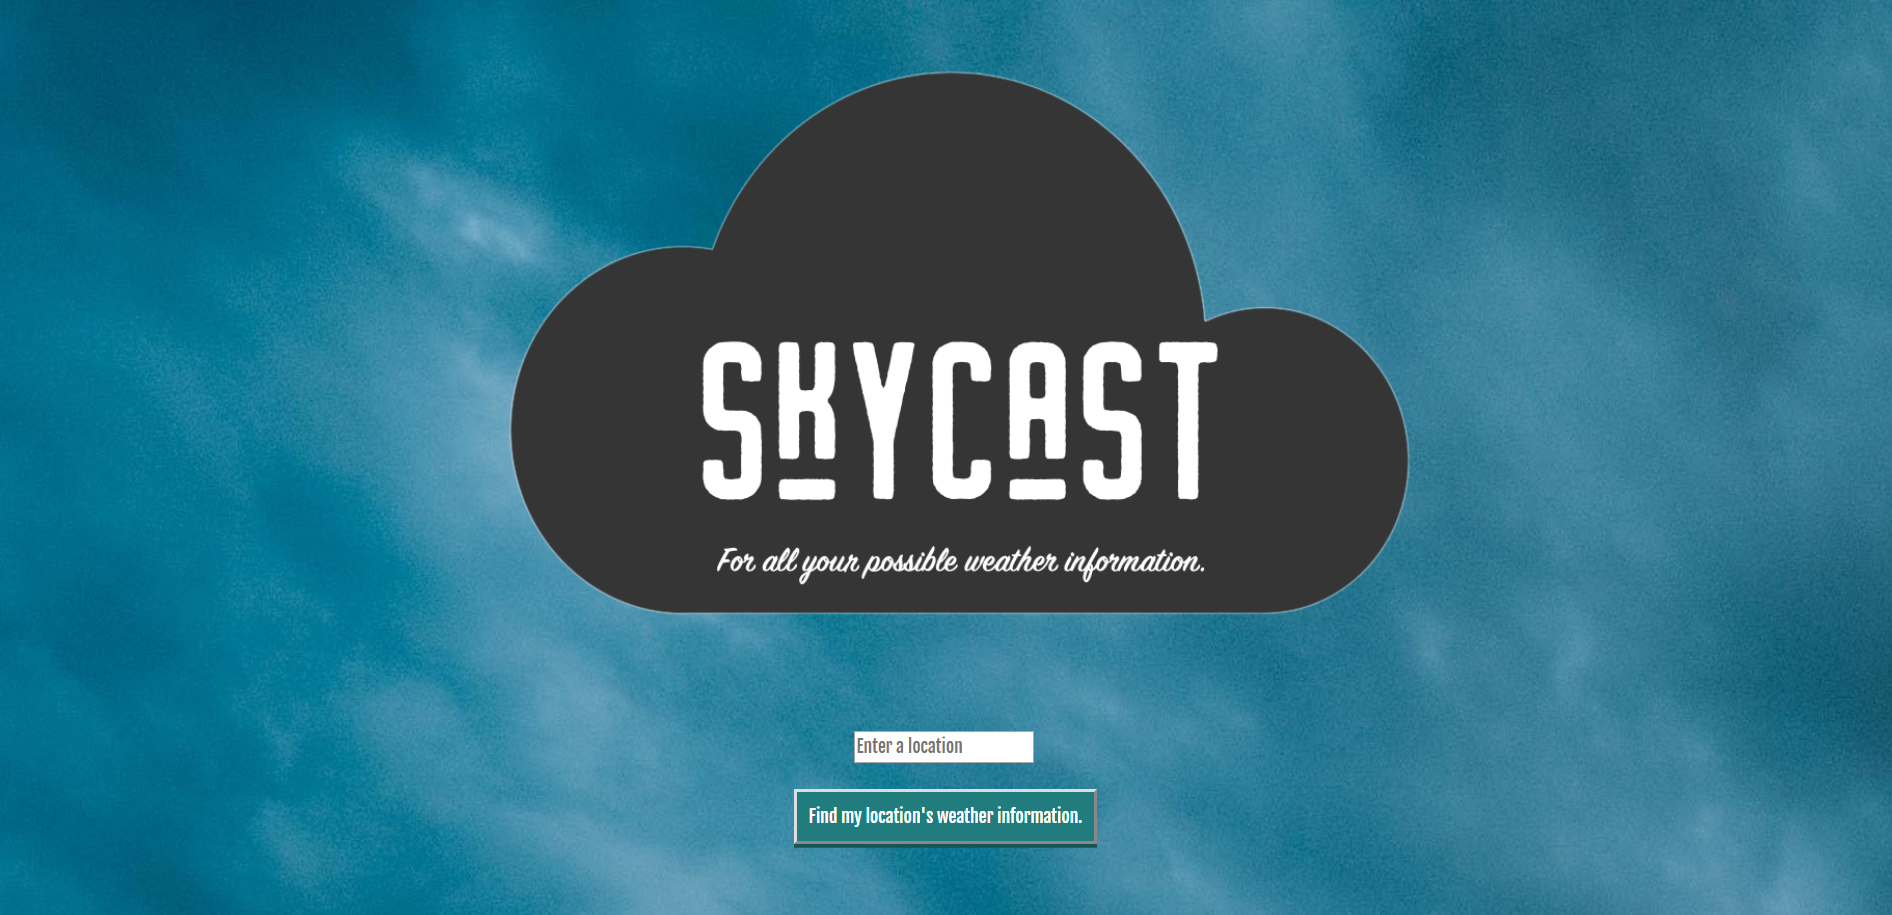 SKYCAST
For all your possible weather information.
Enter a location
Find my location's weather information.